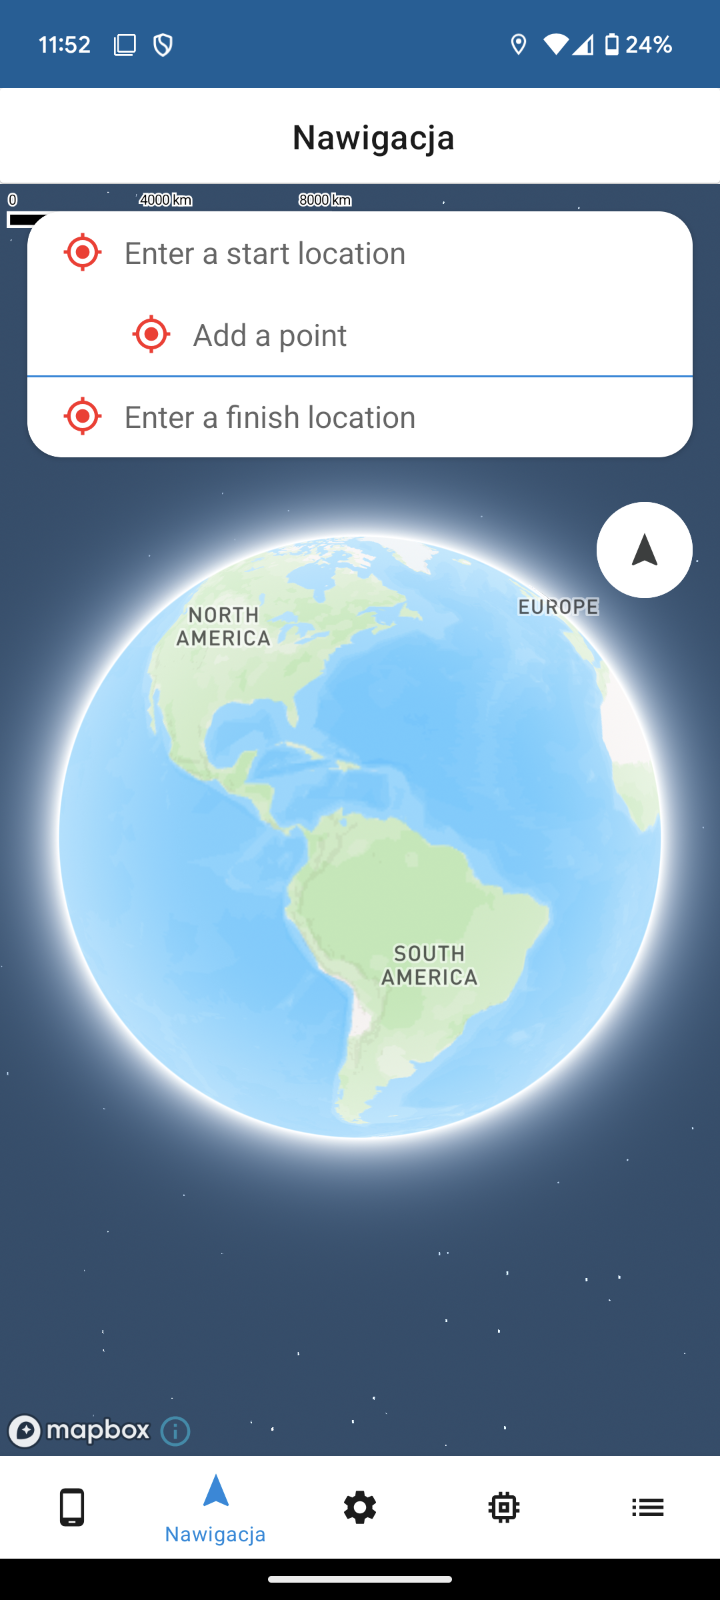 11:52
24%
Nawigacja
0 4000 km 8000 km
Enter a start location
Add a point
Enter a finish location
EUROPE
NORTH
AMERICA
SOUTH
AMERICA
mapbox
Nawigacja